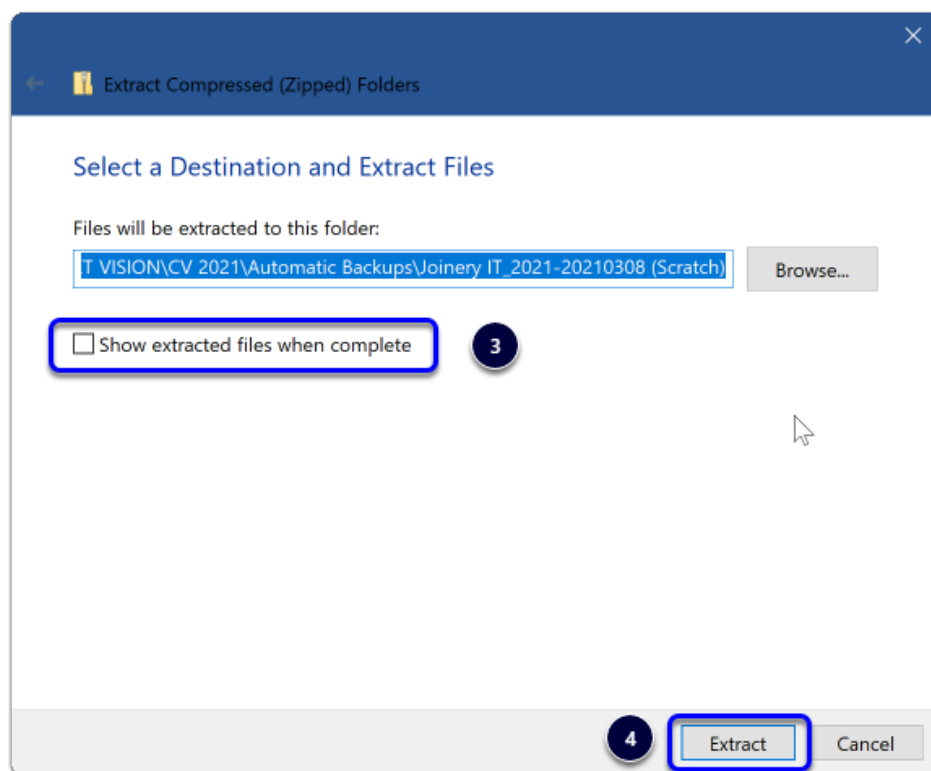 Extract Compressed (Zipped) Folders
Select a Destination and Extract Files
Files will be extracted to this folder:
T VISION\CV 2021\Automatic Backups\Joinery IT_2021-20210308 (Scratch)
Browse...
Show extracted files when complete
3
4
Extract
Cancel